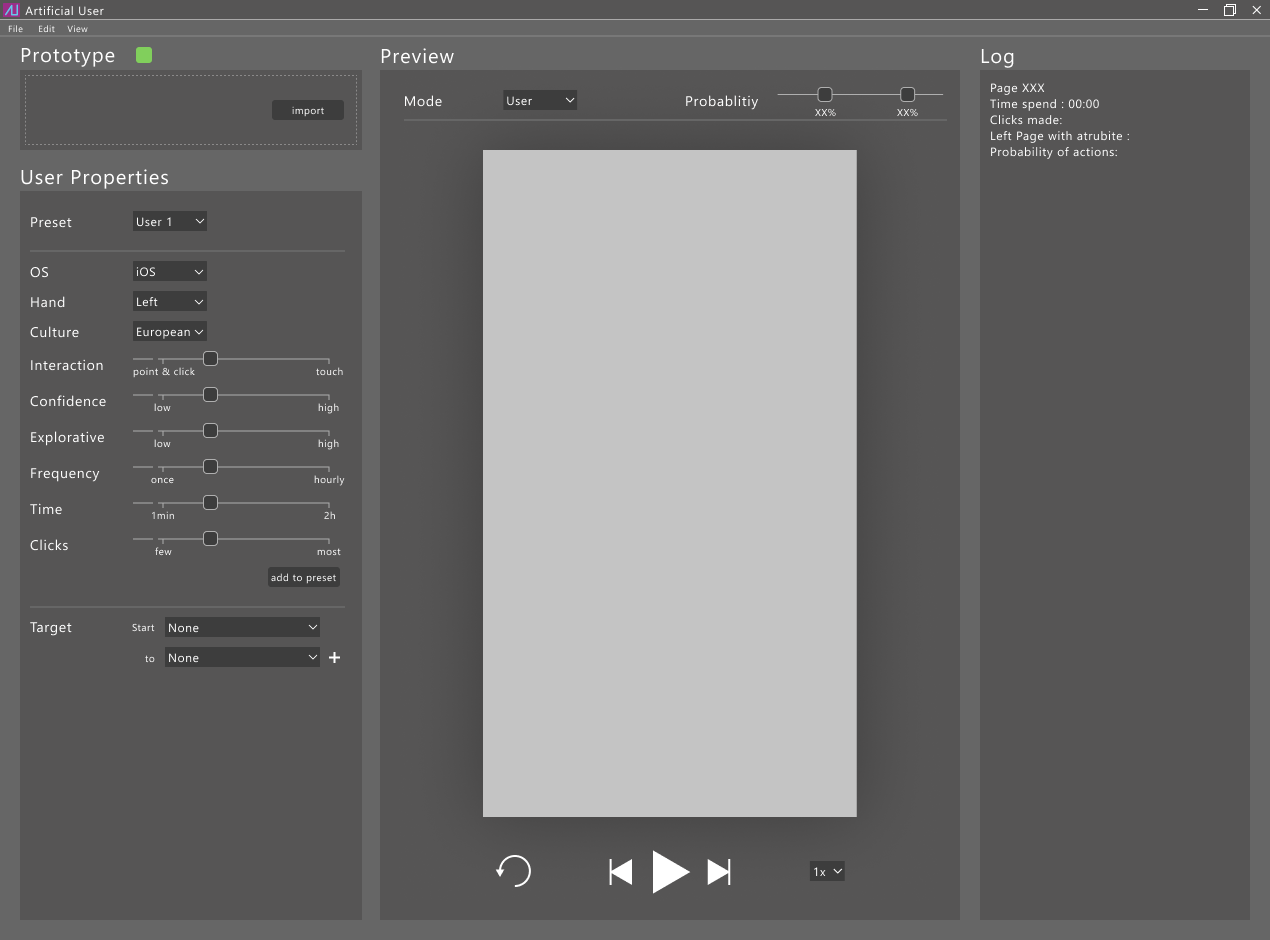 AU Artificial User
File Edit View
Prototype
import
User Properties
Preset User 1
OS iOS
Hand Left
Culture European
Interaction
point & click touch
Confidence
low high
Explorative
low high
Frequency
once hourly
Time
1min 2h
Clicks
few most
add to preset
Target Start None
to None
Preview
Mode User Probablitiy
XX% XX%
1x
Log
Page XXX
Time spend : 00:00
Clicks made:
Left Page with atrubite :
Probability of actions: